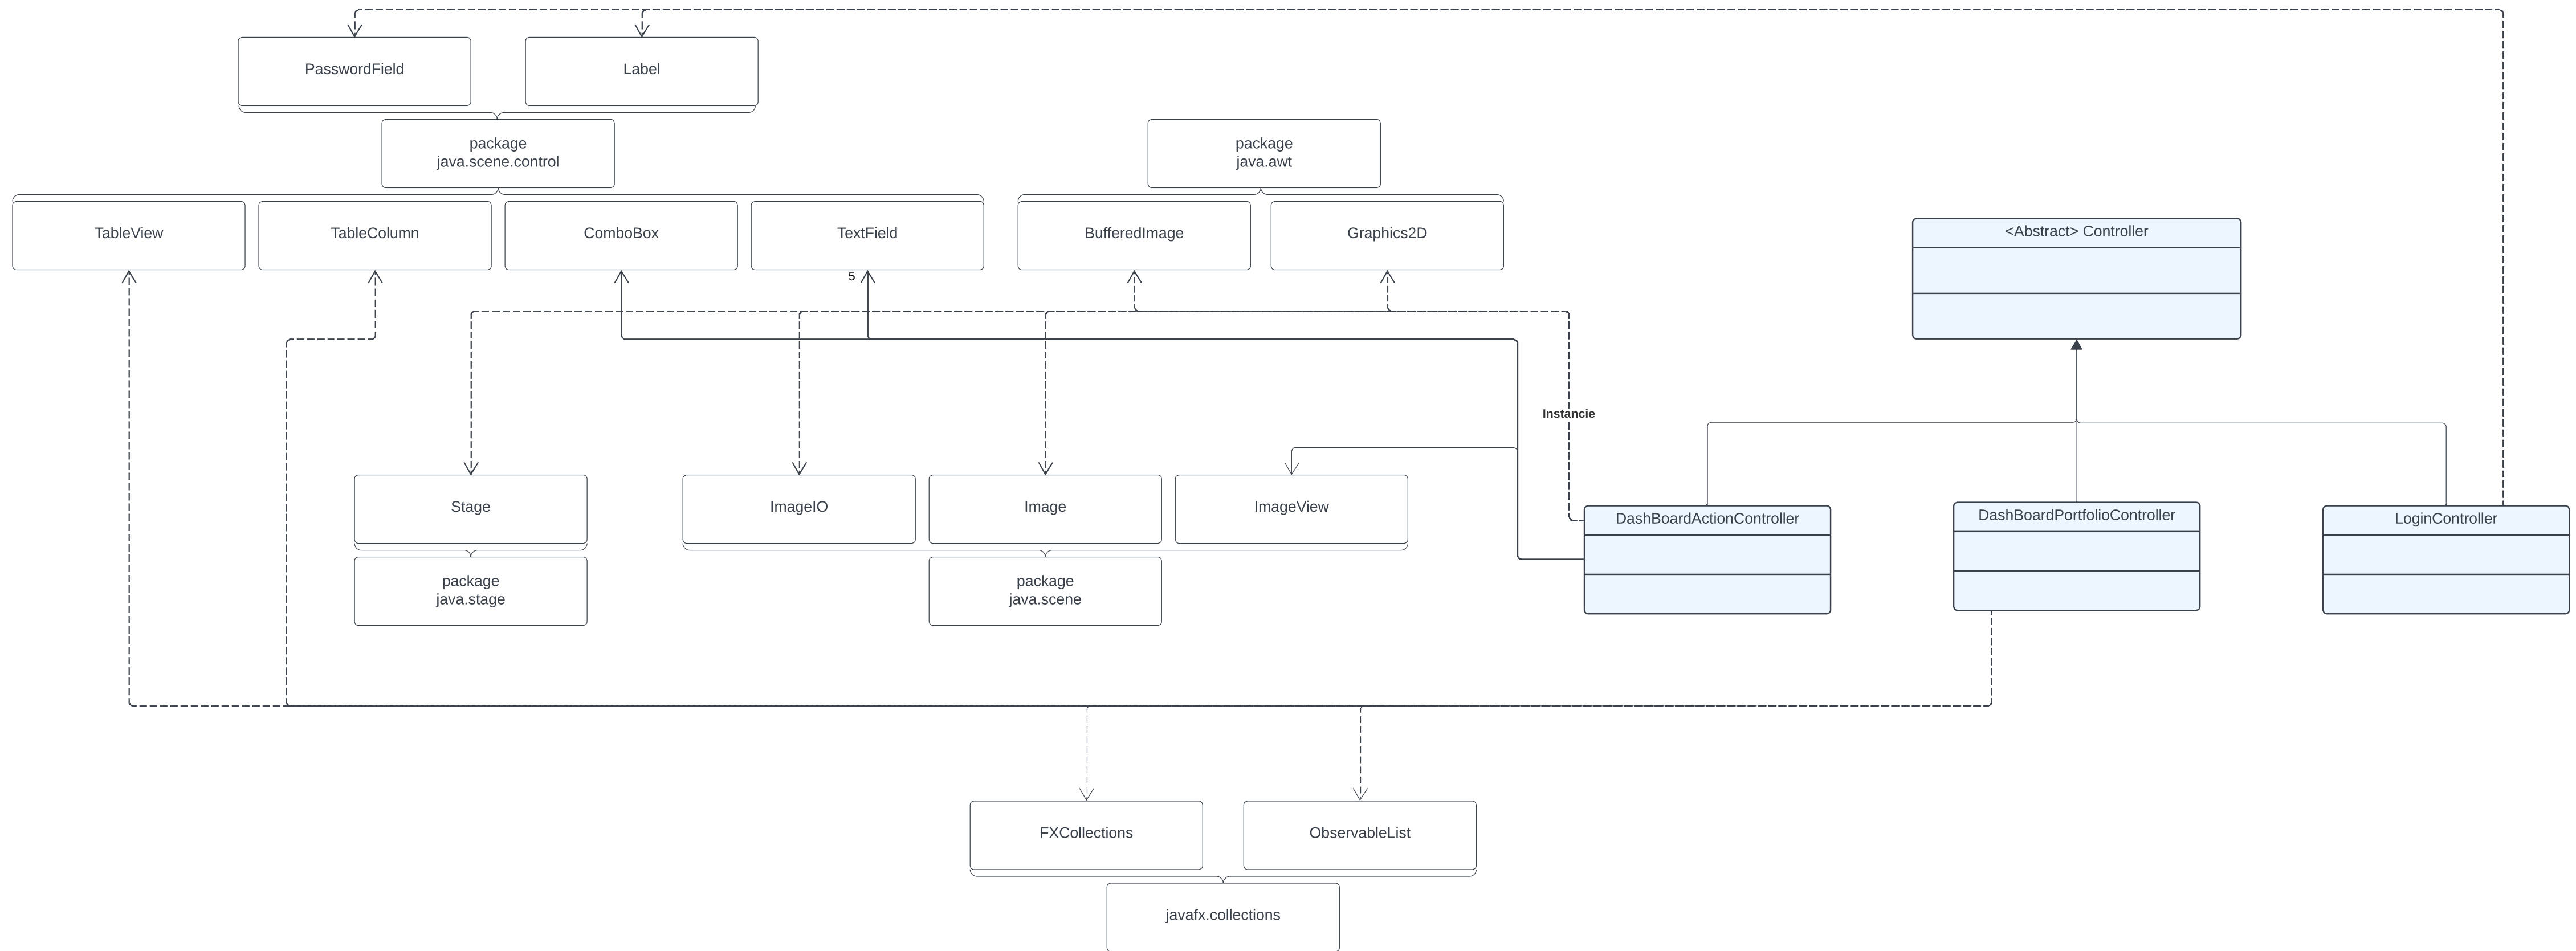 PasswordField
Label
package
java.scene.control
package
java.awt
TableView
TableColumn
ComboBox
TextField
BufferedImage
Graphics2D
<Abstract> Controller
5
Instancie
Stage
ImageIO
Image
ImageView
DashBoardActionController
DashBoardPortfolioController
LoginController
package
java.stage
package
java.scene
FXCollections
ObservableList
javafx.collections